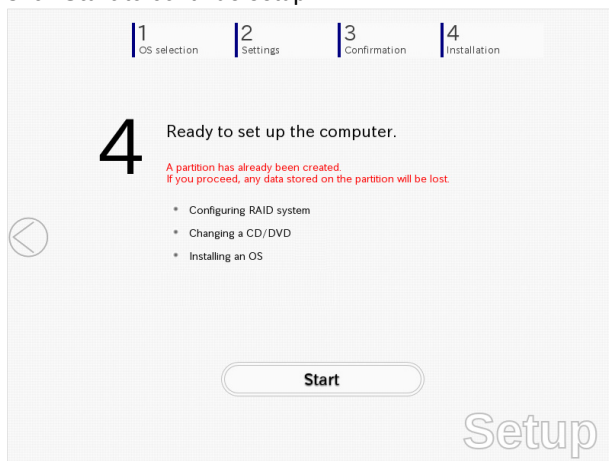 1
OS selection
2
Settings
3
Confirmation
4
Installation
4
Ready to set up the computer.
A partition has already been created.
If you proceed, any data stored on the partition will be lost.
Configuring RAID system
Changing a CD/DVD
Installing an OS
Start
Setup